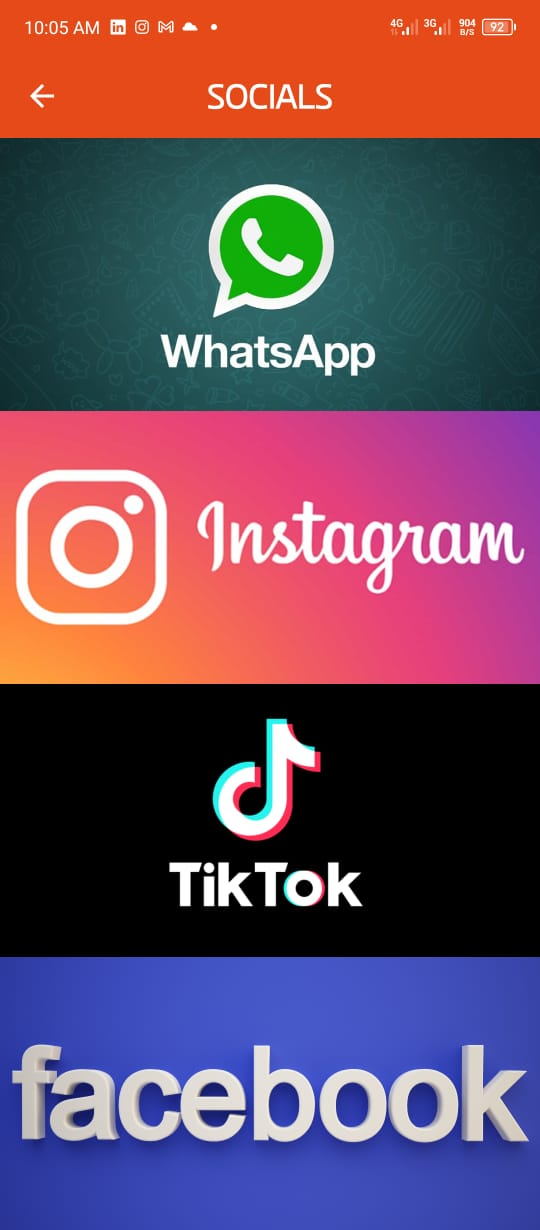 10:05 AM
4G 3G 904 B/S 92
SOCIALS
WhatsApp
Instagram
TikTok
facebook